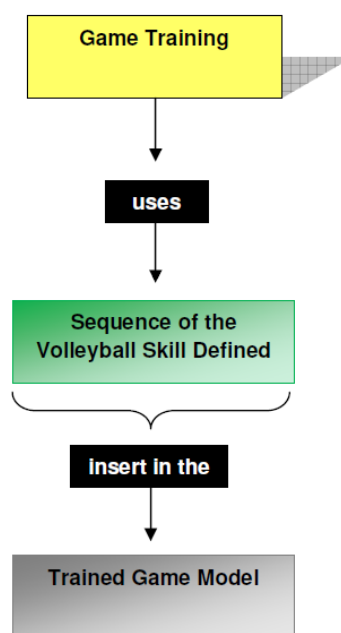 Game Training
uses
Sequence of the
Volleyball Skill Defined
insert in the
Trained Game Model